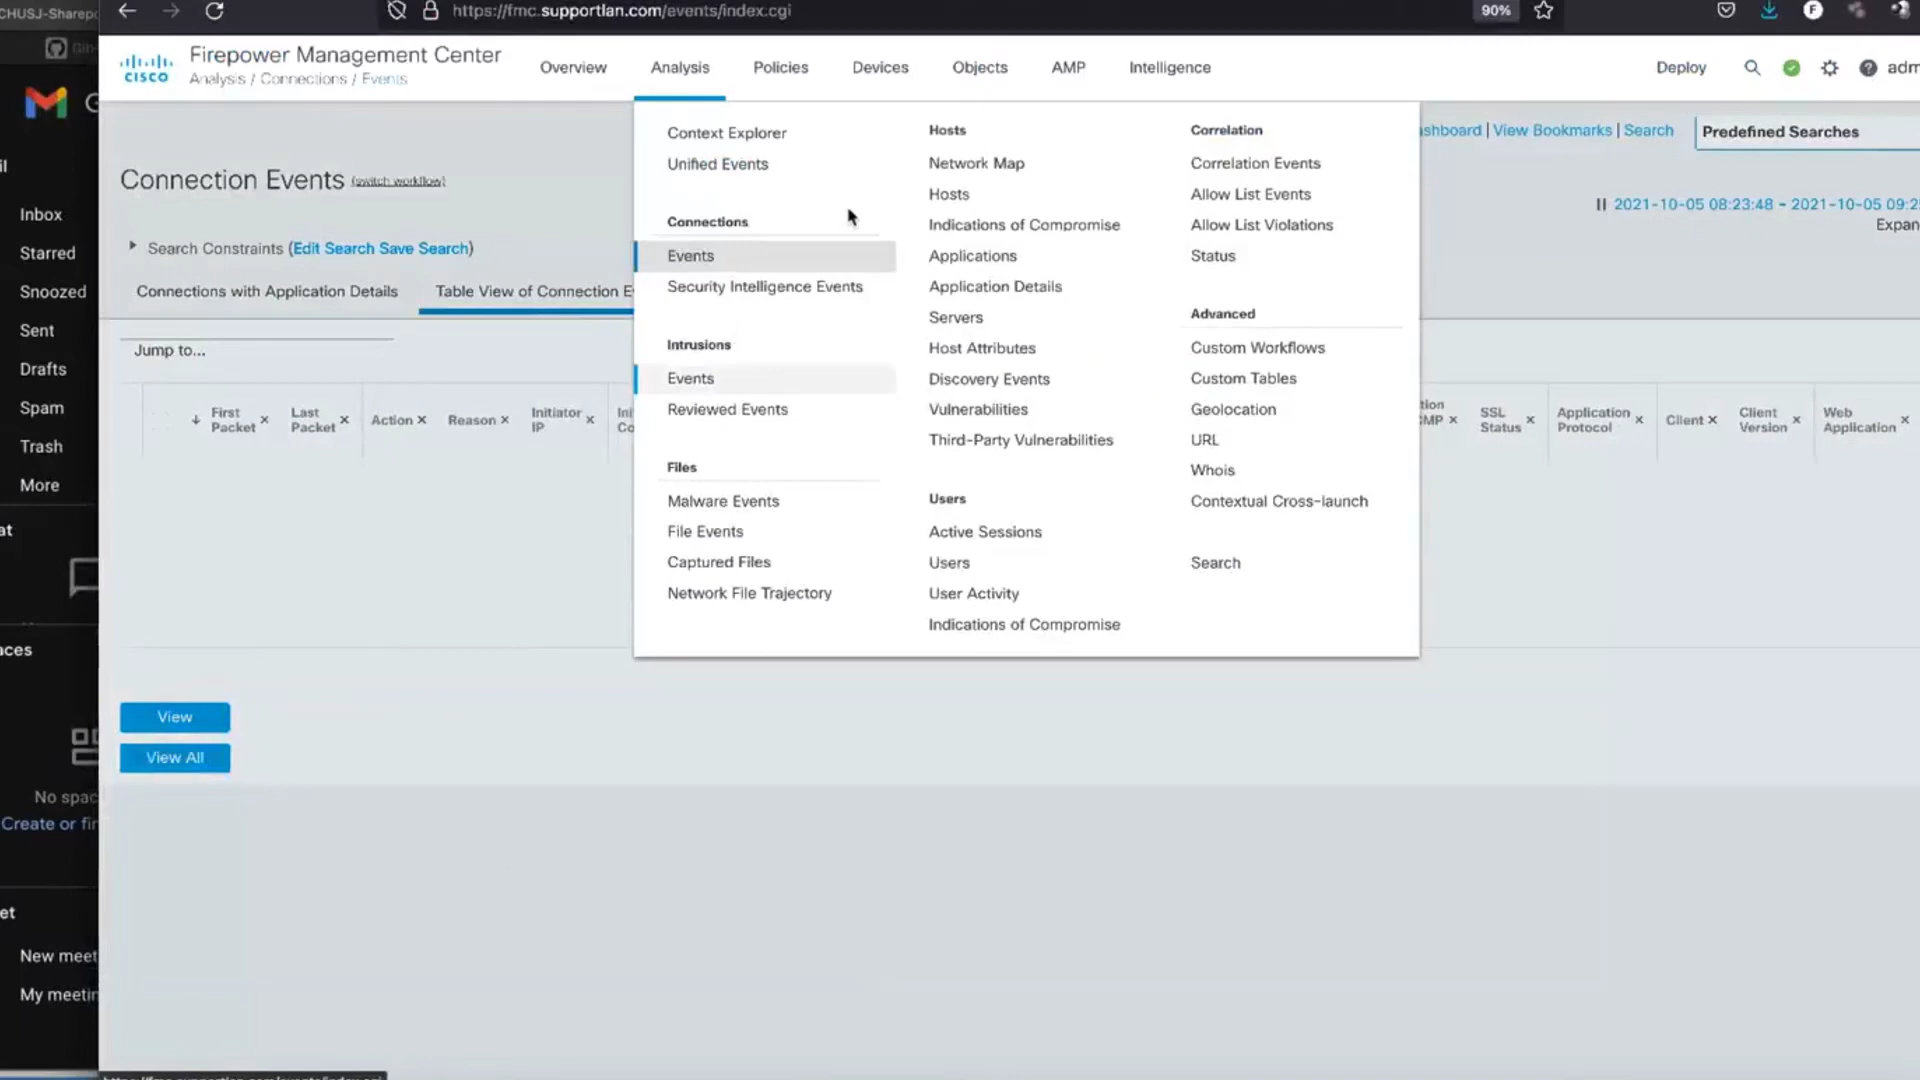 CHUSJ-Sharepo
https://fmc.supportlan.com/events/index.cgi
90%
CISCO
Firepower Management Center
Analysis / Connections / Events
Overview
Analysis
Policies
Devices
Objects
AMP
Intelligence
Deploy
adm
Connection Events (switch workflow)
Search Constraints (Edit Search Save Search)
Connections with Application Details
Table View of Connection E
Jump to...
First Packet
Last Packet
Action
Reason
Initiator IP
SSL Status
Application Protocol
Client
Client Version
Web Application
Context Explorer
Unified Events
Connections
Events
Security Intelligence Events
Intrusions
Events
Reviewed Events
Files
Malware Events
File Events
Captured Files
Network File Trajectory
Hosts
Network Map
Hosts
Indications of Compromise
Applications
Application Details
Servers
Host Attributes
Discovery Events
Vulnerabilities
Third-Party Vulnerabilities
Users
Active Sessions
Users
User Activity
Indications of Compromise
Correlation
Correlation Events
Allow List Events
Allow List Violations
Status
Advanced
Custom Workflows
Custom Tables
Geolocation
URL
Whois
Contextual Cross-launch
Search
shboard | View Bookmarks | Search
Predefined Searches
2021-10-05 08:23:48 - 2021-10-05 09:2
Expan
View
View All
Inbox
Starred
Snoozed
Sent
Drafts
Spam
Trash
More
at
aces
No spac
Create or fin
et
New meet
My meetin